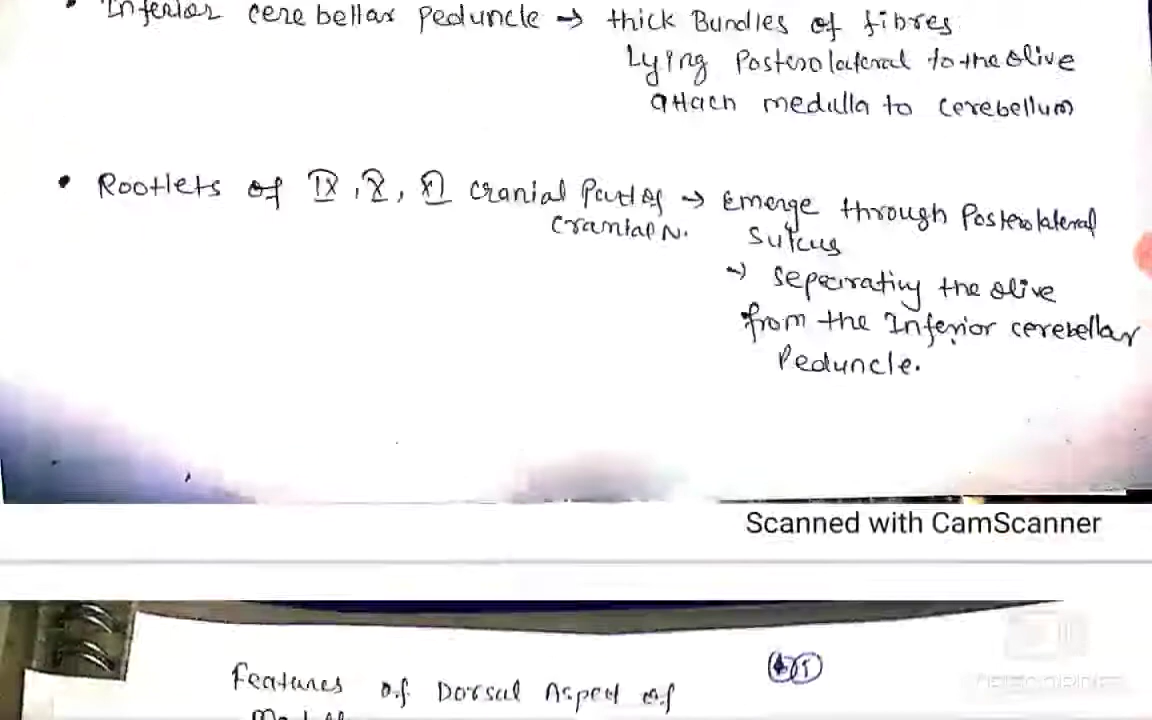 • Inferior cerebellar Peduncle → thick Bundles of fibres
Lying Posterolateral to the olive
attach medulla to cerebellum
• Rootlets of IX, X, XI cranial Part of → Emerge through Posterolateral
cranial N. Sulcus
→ separating the olive
from the Inferior cerebellar
Peduncle.
Scanned with CamScanner
Features of Dorsal Aspect of